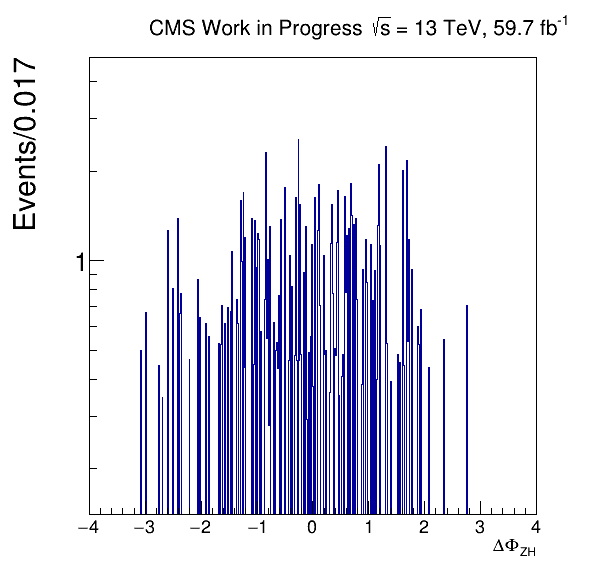 CMS Work in Progress √s = 13 TeV, 59.7 fb⁻¹
Events/0.017
1
−4 −3 −2 −1 0 1 2 3 4
ΔΦ_ZH